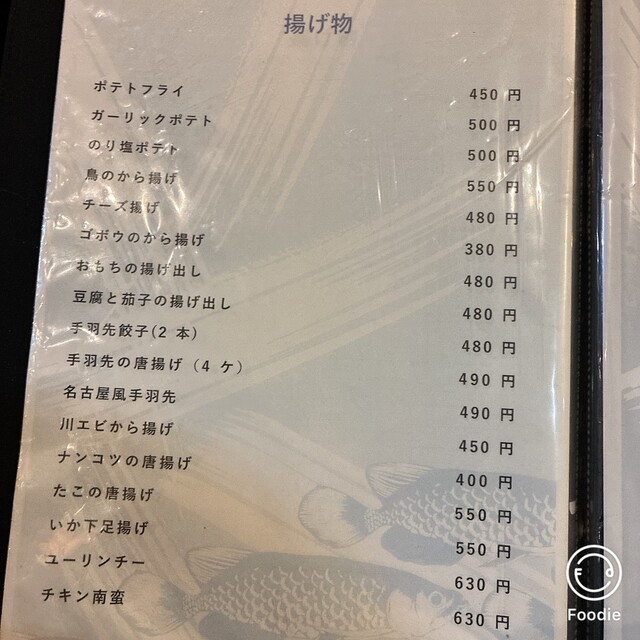 揚げ物
ポテトフライ 450 円
ガーリックポテト 500 円
のり塩ポテト 500 円
鳥のから揚げ 550 円
チーズ揚げ 480 円
ゴボウのから揚げ 380 円
おもちの揚げ出し 480 円
豆腐と茄子の揚げ出し 480 円
手羽先餃子(2 本) 480 円
手羽先の唐揚げ（4 ケ） 490 円
名古屋風手羽先 490 円
川エビから揚げ 450 円
ナンコツの唐揚げ 400 円
たこの唐揚げ 550 円
いか下足揚げ 550 円
ユーリンチー 630 円
チキン南蛮 630 円
Foodie